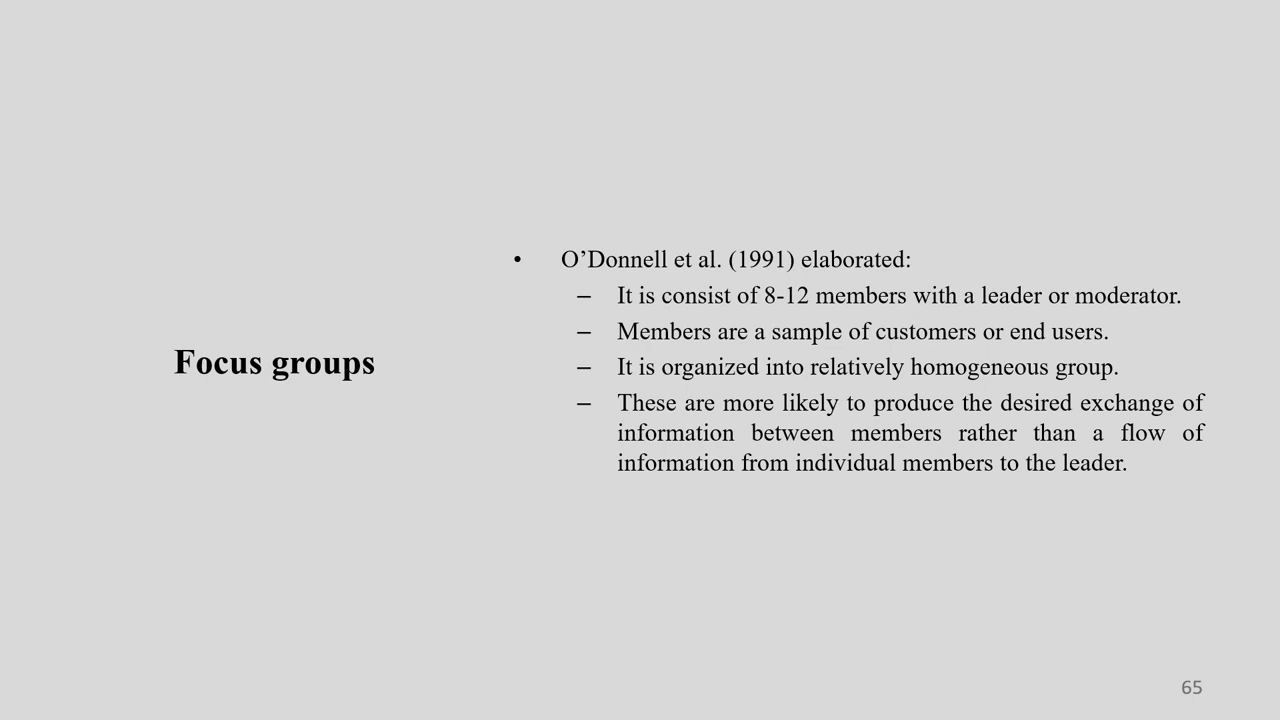 Focus groups
• O’Donnell et al. (1991) elaborated:
– It is consist of 8-12 members with a leader or moderator.
– Members are a sample of customers or end users.
– It is organized into relatively homogeneous group.
– These are more likely to produce the desired exchange of
information between members rather than a flow of
information from individual members to the leader.
65